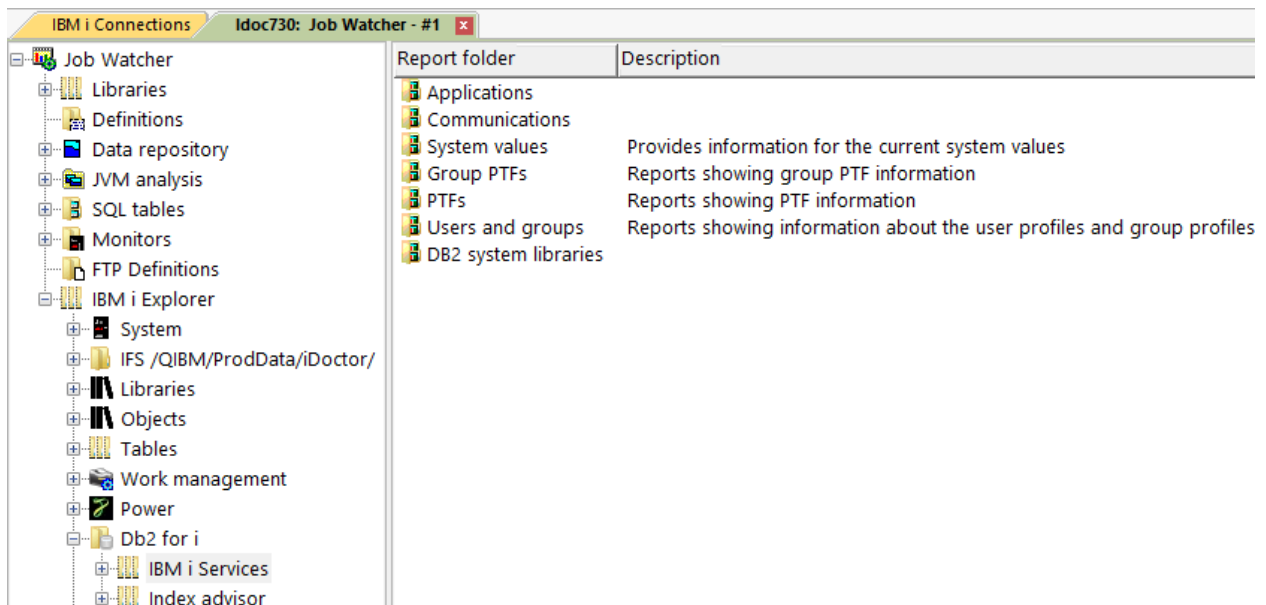 IBM i Connections
Idoc730: Job Watcher - #1
Job Watcher
Libraries
Definitions
Data repository
JVM analysis
SQL tables
Monitors
FTP Definitions
IBM i Explorer
System
IFS /QIBM/ProdData/iDoctor/
Libraries
Objects
Tables
Work management
Power
Db2 for i
IBM i Services
Index advisor
Report folder Description
Applications
Communications
System values Provides information for the current system values
Group PTFs Reports showing group PTF information
PTFs Reports showing PTF information
Users and groups Reports showing information about the user profiles and group profiles
DB2 system libraries